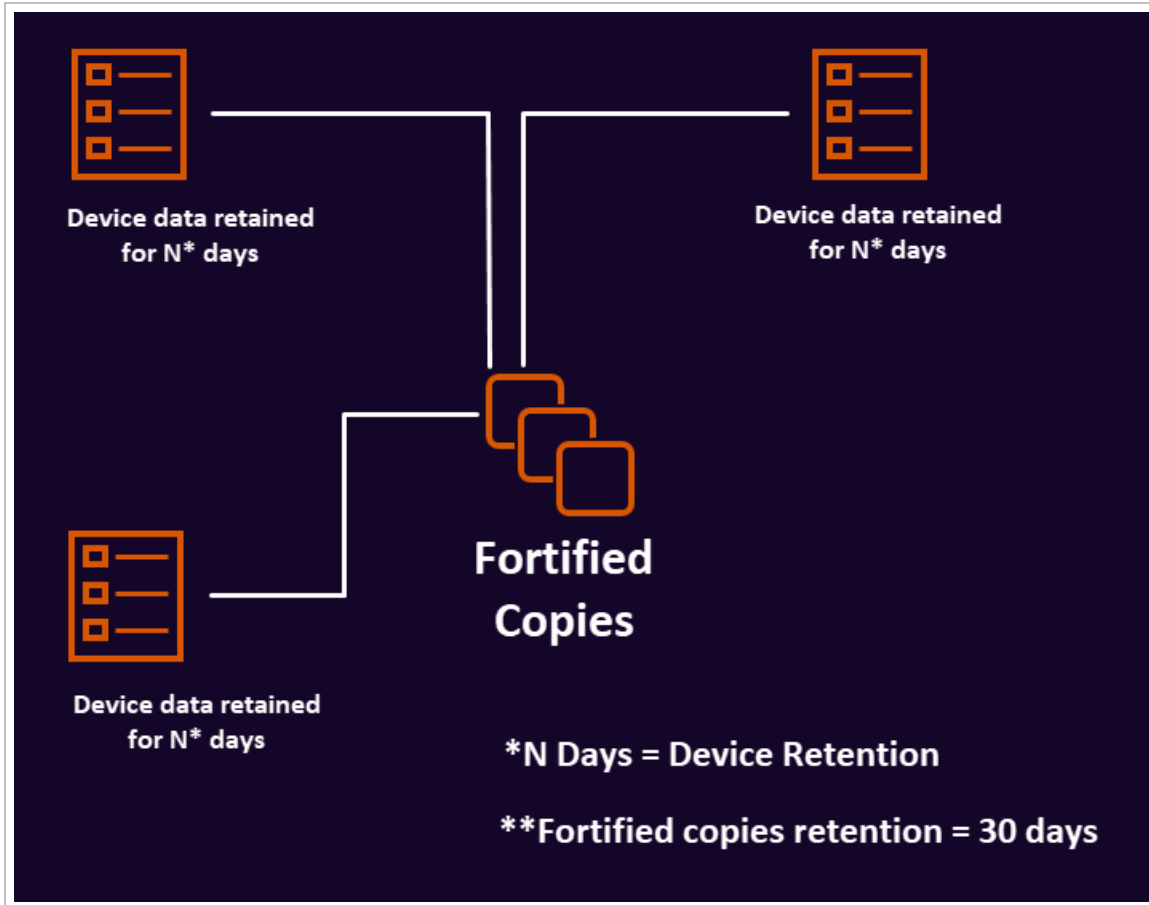 Device data retained
for N* days
Device data retained
for N* days
Fortified
Copies
Device data retained
for N* days
*N Days = Device Retention
**Fortified copies retention = 30 days